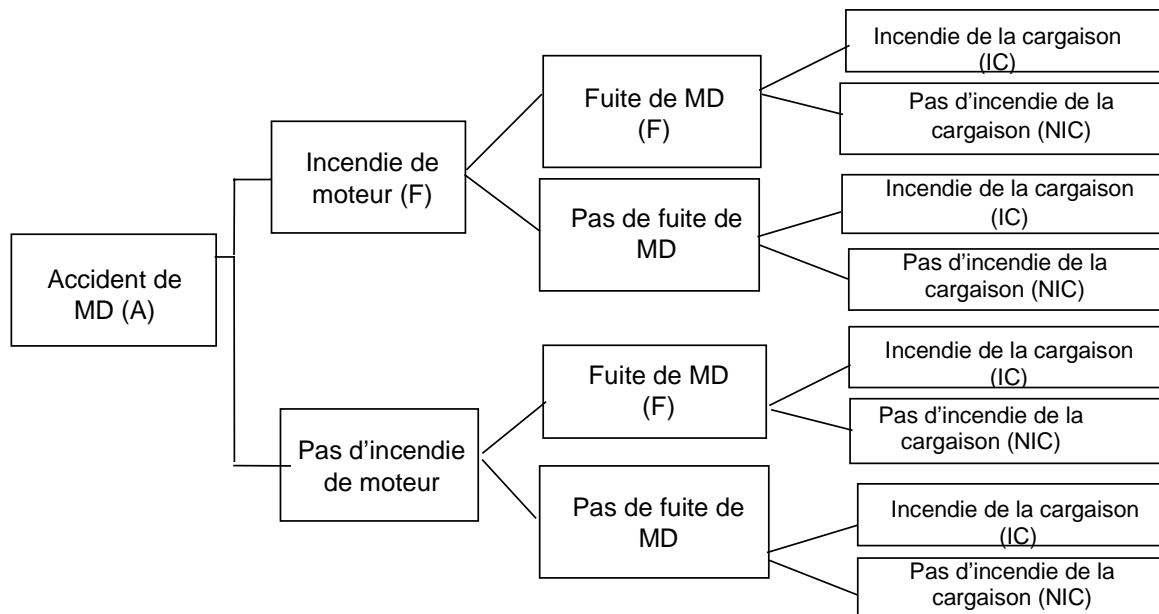 Accident de
MD (A)
Incendie de
moteur (F)
Fuite de MD
(F)
Incendie de la cargaison
(IC)
Pas d'incendie de la
cargaison (NIC)
Pas de fuite de
MD
Incendie de la cargaison
(IC)
Pas d'incendie de la
cargaison (NIC)
Pas d'incendie
de moteur
Fuite de MD
(F)
Incendie de la cargaison
(IC)
Pas d'incendie de la
cargaison (NIC)
Pas de fuite de
MD
Incendie de la cargaison
(IC)
Pas d'incendie de la
cargaison (NIC)